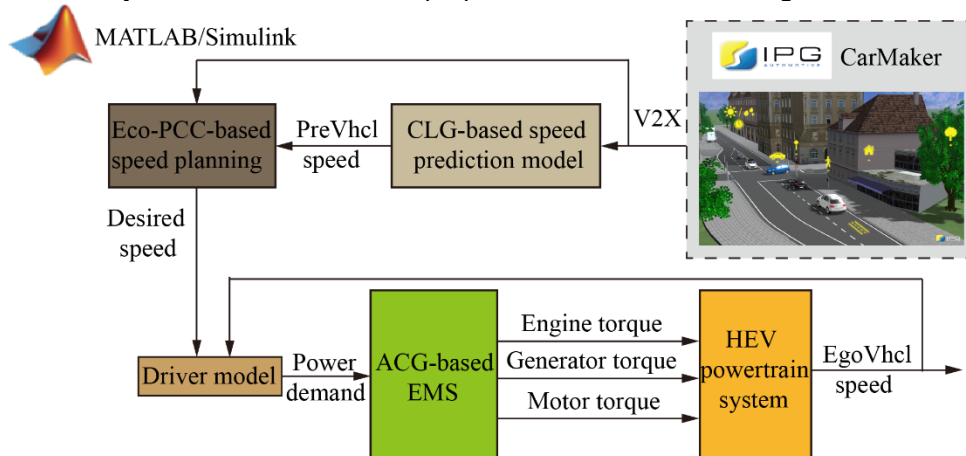 MATLAB/Simulink
IPG
AUTOMOTIVE
CarMaker
V2X
Eco-PCC-based
speed planning
PreVhcl
speed
CLG-based speed
prediction model
Desired
speed
Driver model
Power
demand
ACG-based
EMS
Engine torque
Generator torque
Motor torque
HEV
powertrain
system
EgoVhcl
speed